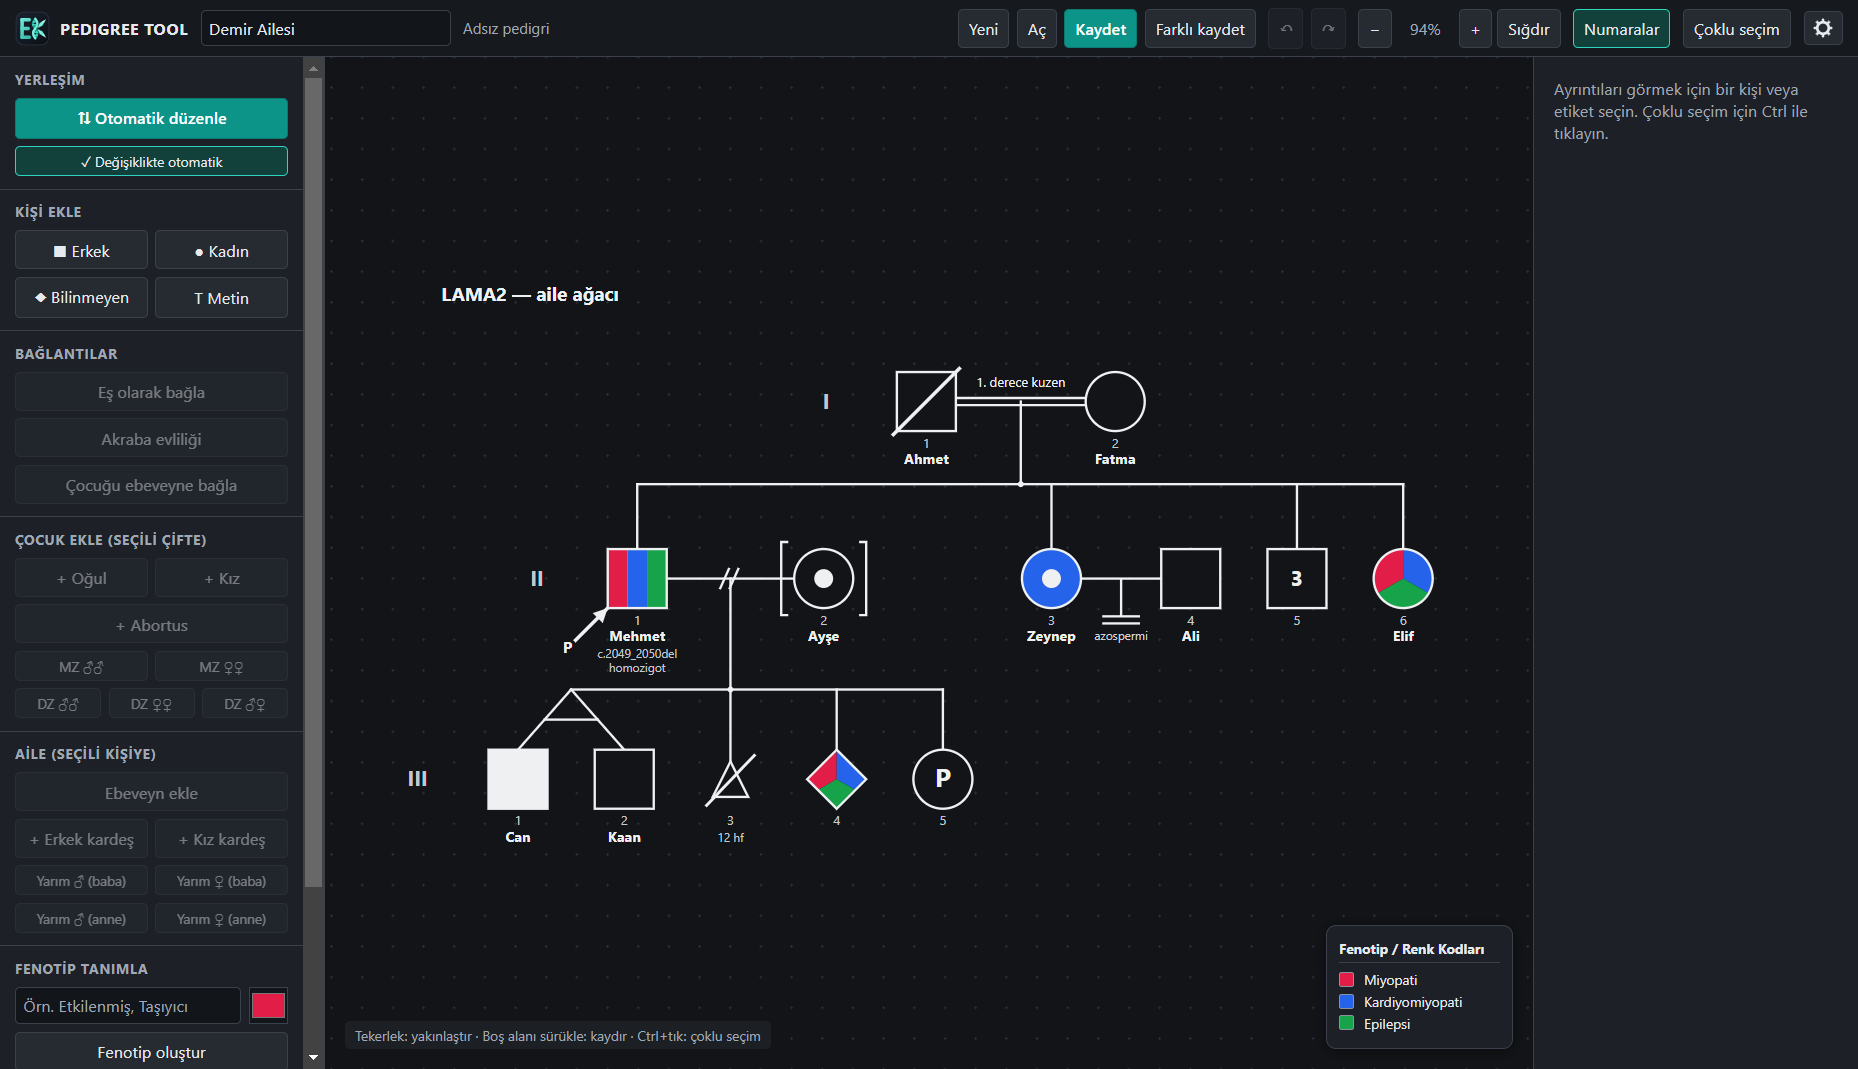 EK PEDIGREE TOOL
Demir Ailesi
Adsız pedigri
Yeni
Aç
Kaydet
Farklı kaydet
94%
Sığdır
Numaralar
Çoklu seçim
YERLEŞİM
⇅ Otomatik düzenle
✓ Değişiklikte otomatik
KİŞİ EKLE
■ Erkek
● Kadın
◆ Bilinmeyen
T Metin
BAĞLANTILAR
Eş olarak bağla
Akraba evliliği
Çocuğu ebeveyne bağla
ÇOCUK EKLE (SEÇİLİ ÇİFTE)
+ Oğul
+ Kız
+ Abortus
MZ ♂♂
MZ ♀♀
DZ ♂♂
DZ ♀♀
DZ ♂♀
AİLE (SEÇİLİ KİŞİYE)
Ebeveyn ekle
+ Erkek kardeş
+ Kız kardeş
Yarım ♂ (baba)
Yarım ♀ (baba)
Yarım ♂ (anne)
Yarım ♀ (anne)
FENOTİP TANIMLA
Örn. Etkilenmiş, Taşıyıcı
Fenotip oluştur
LAMA2 — aile ağacı
I
1. derece kuzen
1
Ahmet
2
Fatma
II
P
1
Mehmet
c.2049_2050del
homozigot
2
Ayşe
3
Zeynep
azospermi
4
Ali
3
5
6
Elif
III
1
Can
2
Kaan
3
12 hf
4
P
5
Fenotip / Renk Kodları
Miyopati
Kardiyomiyopati
Epilepsi
Tekerlek: yakınlaştır · Boş alanı sürükle: kaydır · Ctrl+tık: çoklu seçim
Ayrıntıları görmek için bir kişi veya
etiket seçin. Çoklu seçim için Ctrl ile
tıklayın.